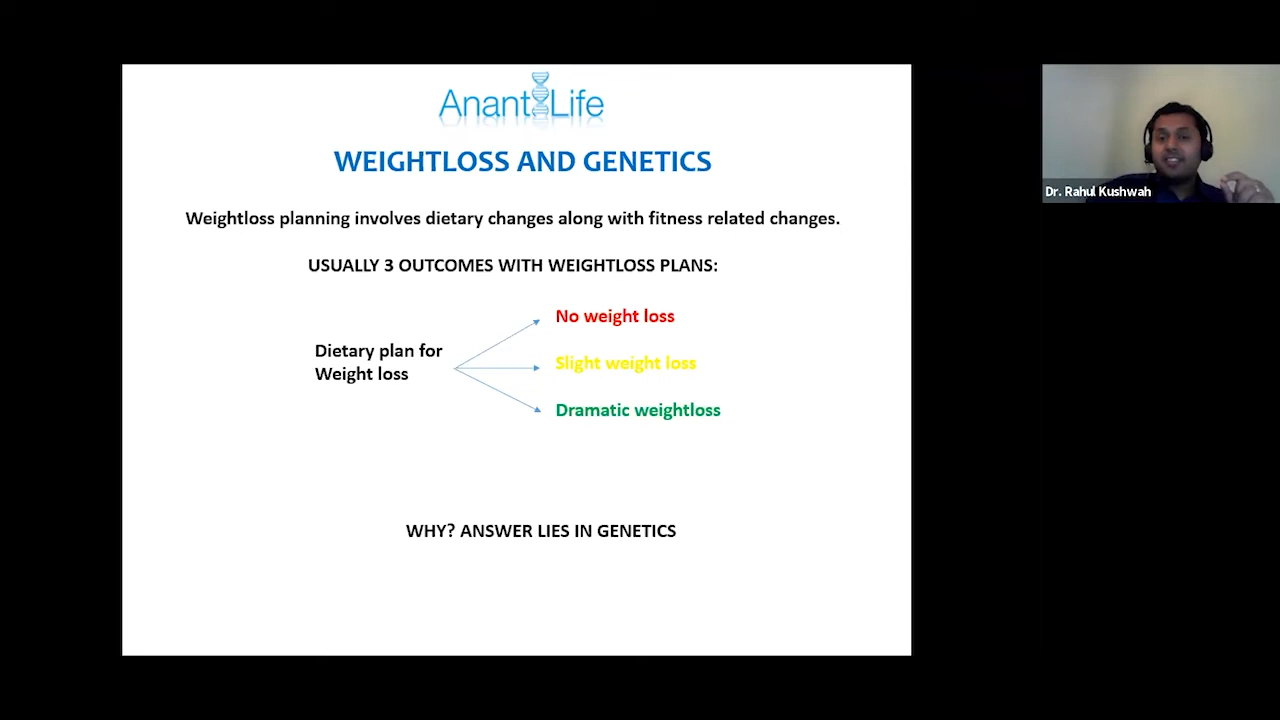 Anant Life
WEIGHTLOSS AND GENETICS
Weightloss planning involves dietary changes along with fitness related changes.
USUALLY 3 OUTCOMES WITH WEIGHTLOSS PLANS:
Dietary plan for
Weight loss
No weight loss
Slight weight loss
Dramatic weightloss
WHY? ANSWER LIES IN GENETICS
Dr. Rahul Kushwah